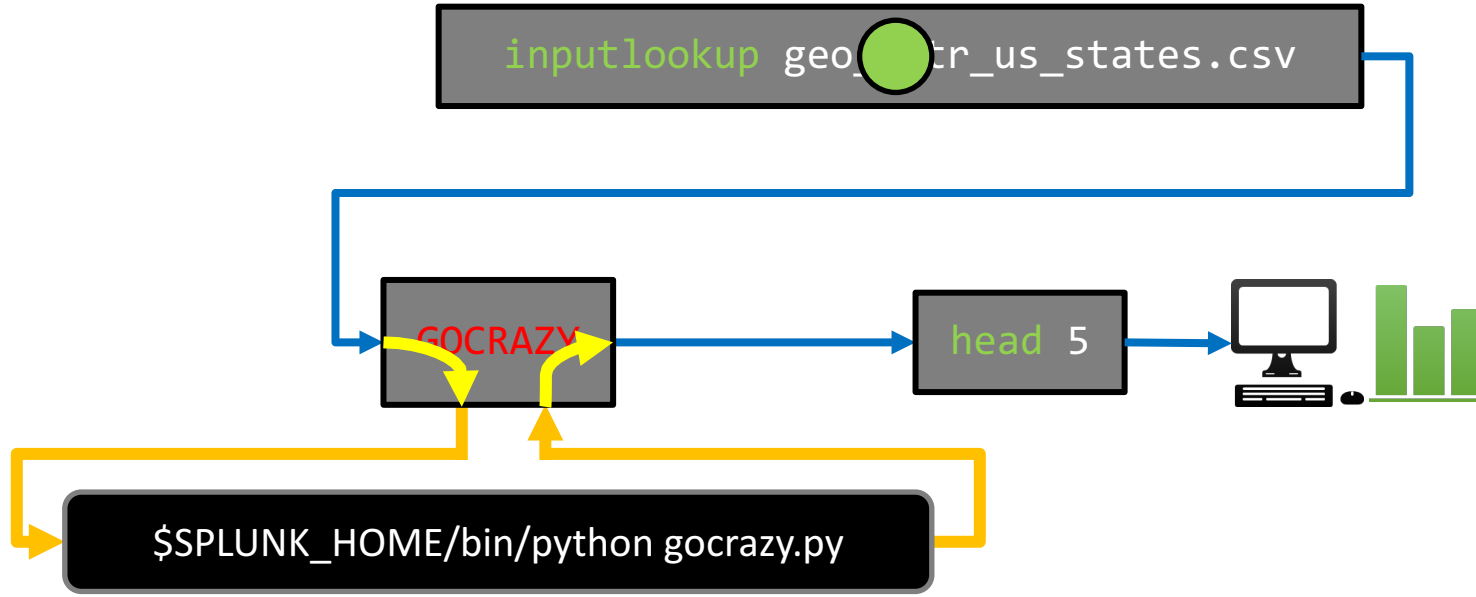 inputlookup geo_ tr_us_states.csv
GOCRAZY
head 5
$SPLUNK_HOME/bin/python gocrazy.py